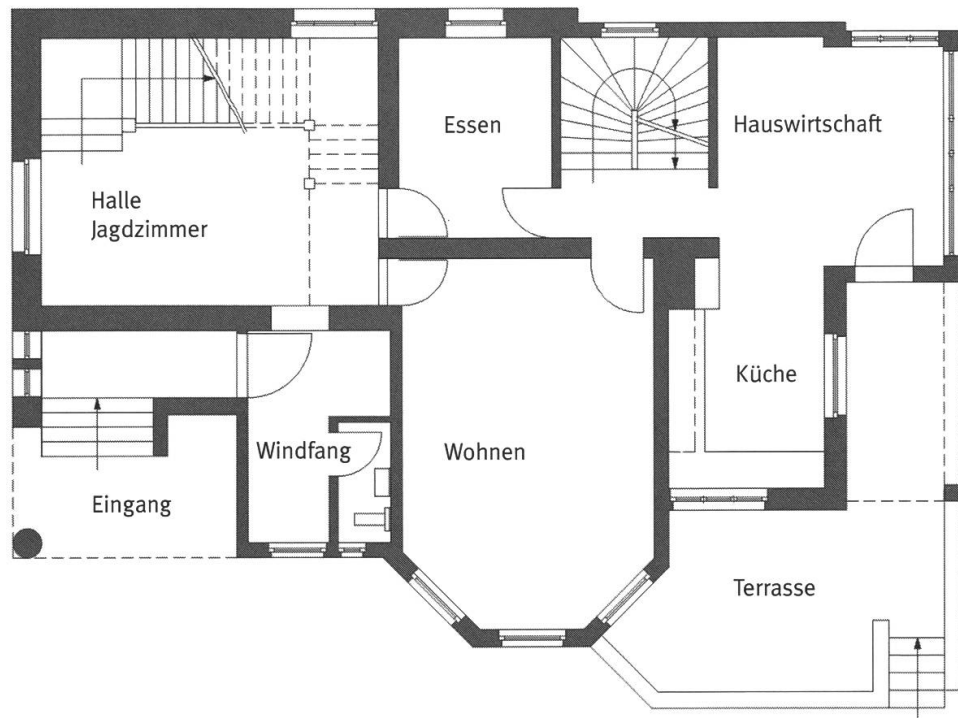 Essen
Hauswirtschaft
Halle
Jagdzimmer
Küche
Windfang
Wohnen
Eingang
Terrasse